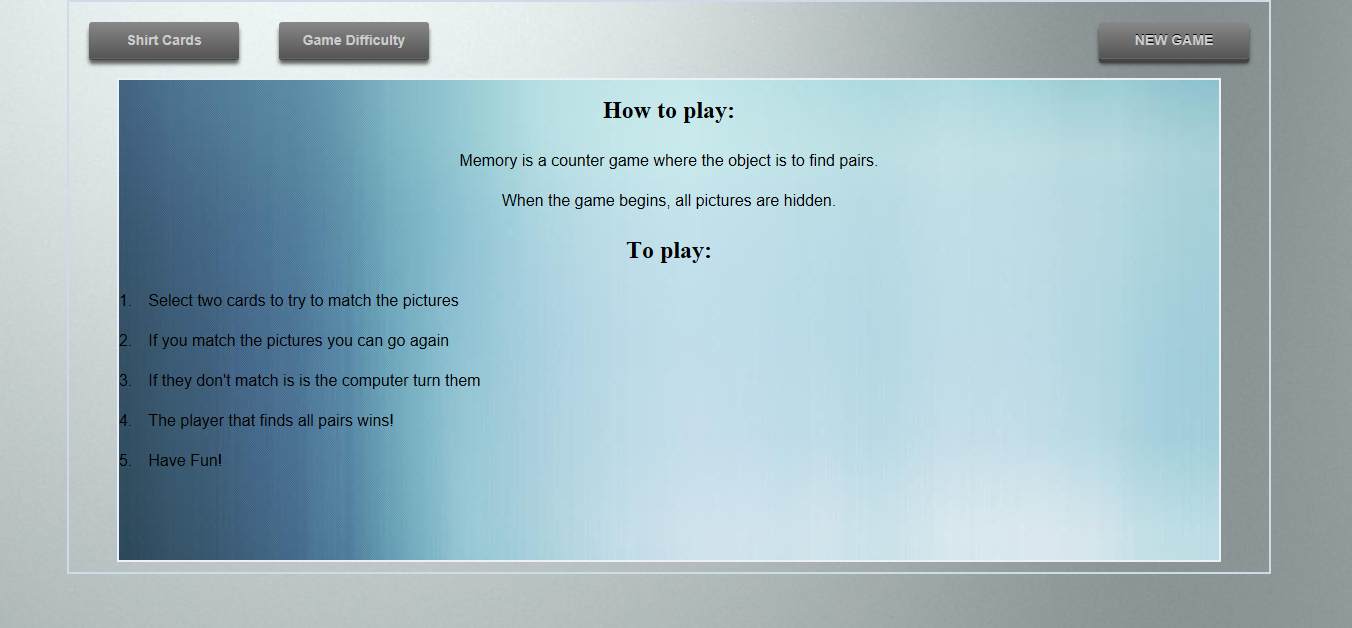 Shirt Cards
Game Difficulty
NEW GAME
How to play:
Memory is a counter game where the object is to find pairs.
When the game begins, all pictures are hidden.
To play:
1. Select two cards to try to match the pictures
2. If you match the pictures you can go again
3. If they don't match is is the computer turn them
4. The player that finds all pairs wins!
5. Have Fun!